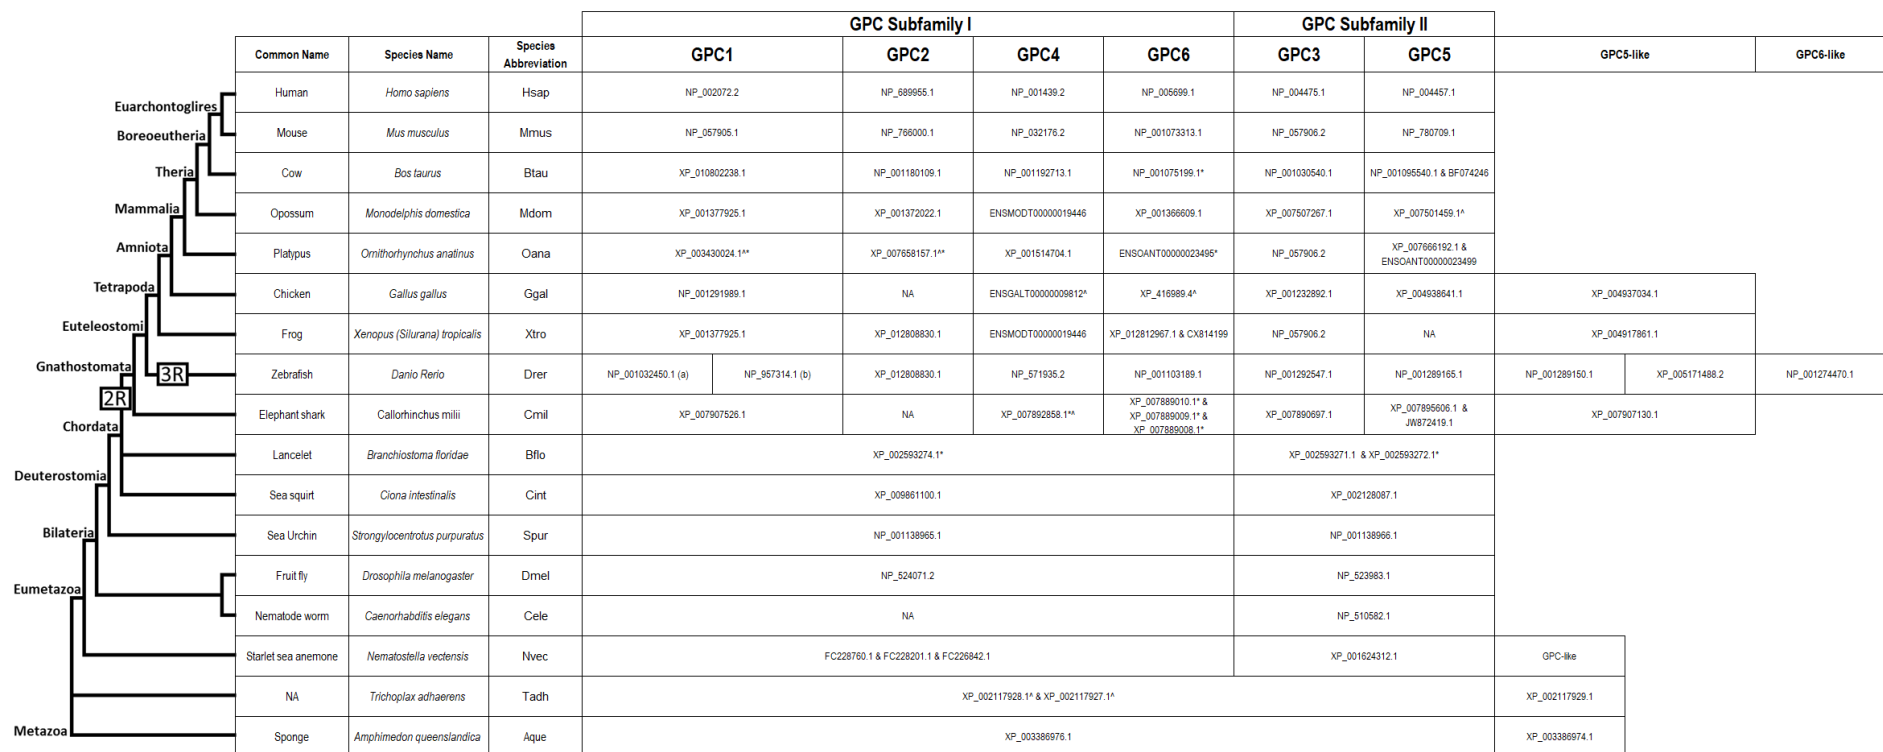 GPC Subfamily I GPC Subfamily II
Common Name Species Name Species Abbreviation GPC1 GPC2 GPC4 GPC6 GPC3 GPC5 GPC5-like GPC6-like
Human Homo sapiens Hsap NP_002072.2 NP_689955.1 NP_001439.2 NP_005699.1 NP_004475.1 NP_004457.1
Euarchontoglires
Boreoeutheria Mouse Mus musculus Mmus NP_057905.1 NP_766000.1 NP_032176.2 NP_001073313.1 NP_057906.2 NP_780709.1
Theria Cow Bos taurus Btau XP_010802238.1 NP_001180109.1 NP_001192713.1 NP_001075199.1* NP_001030540.1 NP_001095540.1 & BF074246
Mammalia Opossum Monodelphis domestica Mdom XP_001377925.1 XP_001372022.1 ENSMODT00000019446 XP_001366609.1 XP_007507267.1 XP_007501459.1^
Amniota Platypus Ornithorhynchus anatinus Oana XP_003430024.1^* XP_007658157.1^* XP_001514704.1 ENSOANT00000023495* NP_057906.2 XP_007666192.1 & ENSOANT00000023499
Tetrapoda Chicken Gallus gallus Ggal NP_001291989.1 NA ENSGALT00000009812^ XP_416989.4^ XP_001232892.1 XP_004938641.1 XP_004937034.1
Euteleostomi Frog Xenopus (Silurana) tropicalis Xtro XP_001377925.1 XP_012808830.1 ENSMODT00000019446 XP_012812967.1 & CX814199 NP_057906.2 NA XP_004917861.1
Gnathostomata
3R Zebrafish Danio Rerio Drer NP_001032450.1 (a) NP_957314.1 (b) XP_012808830.1 NP_571935.2 NP_001103189.1 NP_001292547.1 NP_001289165.1 NP_001289150.1 XP_005171488.2 NP_001274470.1
2R
Elephant shark Callorhinchus milii Cmil XP_007907526.1 NA XP_007892858.1*^ XP_007889010.1* & XP_007889009.1* & XP_007889008.1* XP_007890697.1 XP_007895606.1 & JW872419.1 XP_007907130.1
Chordata
Lancelet Branchiostoma floridae Bflo XP_002593274.1* XP_002593271.1 & XP_002593272.1*
Deuterostomia
Sea squirt Ciona intestinalis Cint XP_009861100.1 XP_002128087.1
Bilateria Sea Urchin Strongylocentrotus purpuratus Spur NP_001138965.1 NP_001138966.1
Fruit fly Drosophila melanogaster Dmel NP_524071.2 NP_523983.1
Eumetazoa
Nematode worm Caenorhabditis elegans Cele NA NP_510582.1
Starlet sea anemone Nematostella vectensis Nvec FC228760.1 & FC228201.1 & FC226842.1 XP_001624312.1 GPC-like
NA Trichoplax adhaerens Tadh XP_002117928.1^ & XP_002117927.1^ XP_002117929.1
Metazoa Sponge Amphimedon queenslandica Aque XP_003386976.1 XP_003386974.1